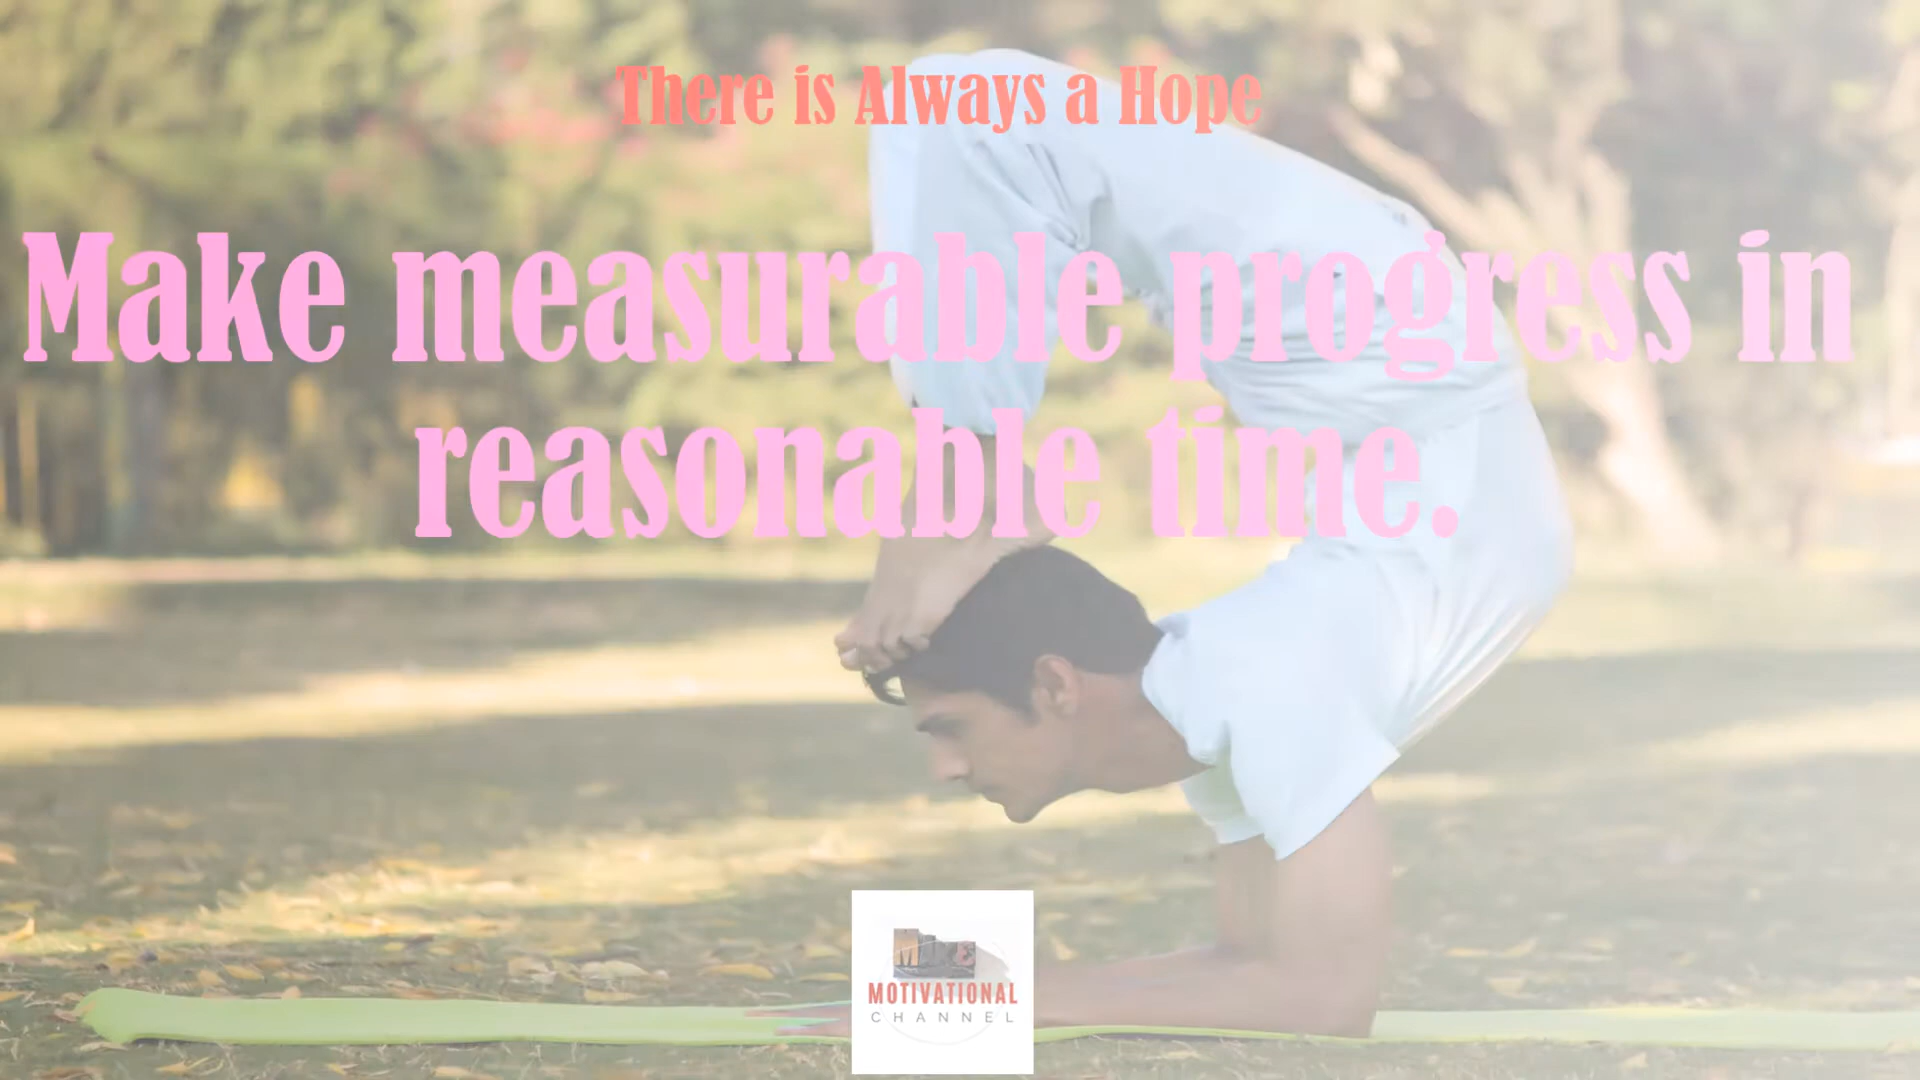 There is Always a Hope
Make measurable progress in
reasonable time.
MOTIVATIONAL
CHANNEL